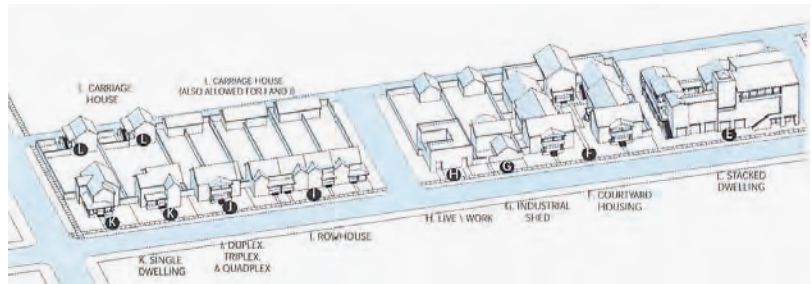 L. CARRIAGE
HOUSE
L. CARRIAGE HOUSE
(ALSO ALLOWED FOR I AND J)
L
L
K
K
J
I
H
G
F
E
E. STACKED
DWELLING
F. COURTYARD
HOUSING
G. INDUSTRIAL
SHED
H. LIVE \ WORK
I. ROWHOUSE
J. DUPLEX,
TRIPLEX,
& QUADPLEX
K. SINGLE
DWELLING